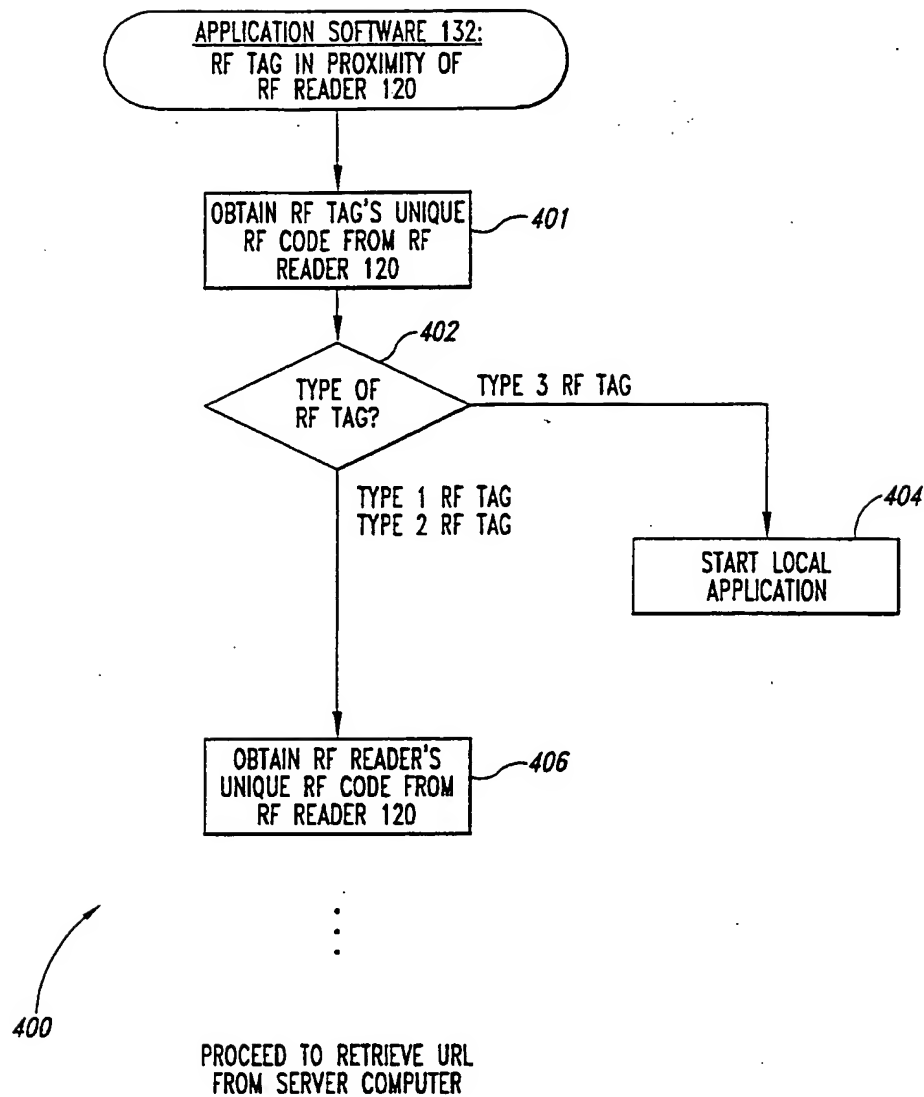 APPLICATION SOFTWARE 132:
RF TAG IN PROXIMITY OF
RF READER 120
OBTAIN RF TAG'S UNIQUE
RF CODE FROM RF
READER 120
401
402
TYPE OF
RF TAG?
TYPE 3 RF TAG
TYPE 1 RF TAG
TYPE 2 RF TAG
404
START LOCAL
APPLICATION
OBTAIN RF READER'S
UNIQUE RF CODE FROM
RF READER 120
406
400
PROCEED TO RETRIEVE URL
FROM SERVER COMPUTER